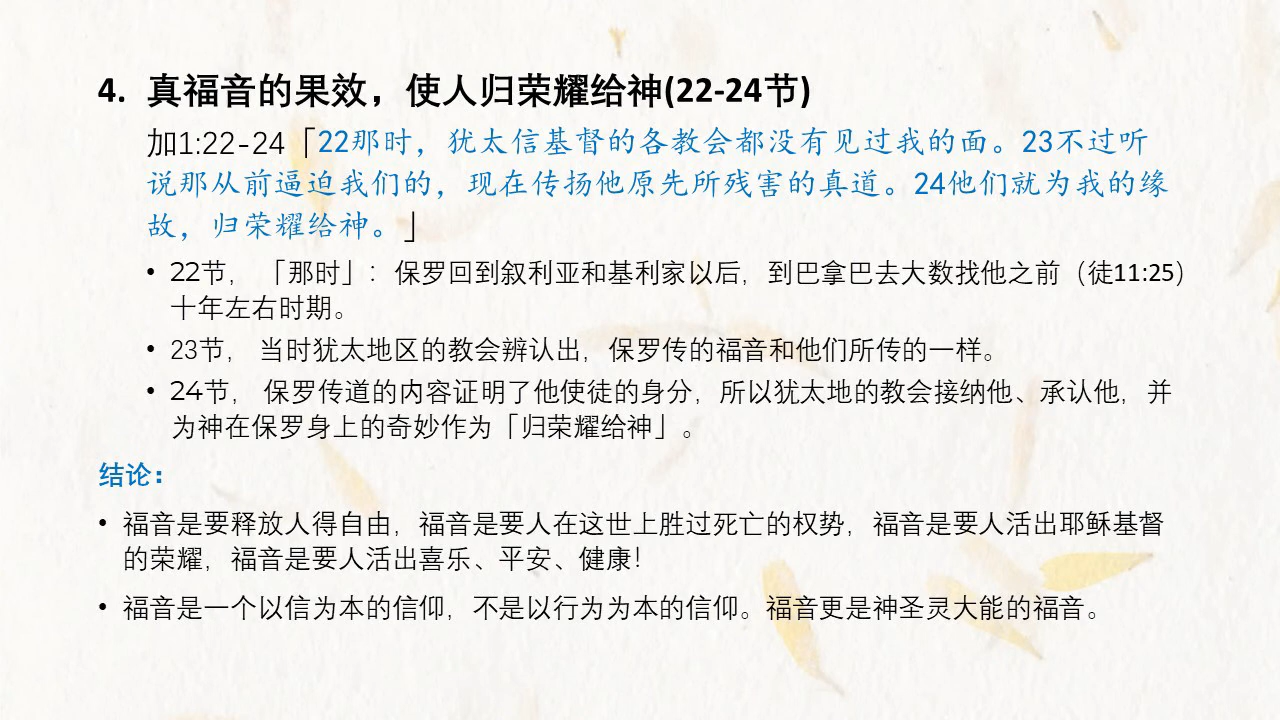 4. 真福音的果效，使人归荣耀给神(22-24节)
加1:22-24「22那时，犹太信基督的各教会都没有见过我的面。23不过听
说那从前逼迫我们的，现在传扬他原先所残害的真道。24他们就为我的缘
故，归荣耀给神。」
• 22节，「那时」：保罗回到叙利亚和基利家以后，到巴拿巴去大数找他之前（徒11:25）
十年左右时期。
• 23节， 当时犹太地区的教会辨认出，保罗传的福音和他们所传的一样。
• 24节， 保罗传道的内容证明了他使徒的身分，所以犹太地的教会接纳他、承认他，并
为神在保罗身上的奇妙作为「归荣耀给神」。
结论：
• 福音是要释放人得自由，福音是要人在这世上胜过死亡的权势，福音是要人活出耶稣基督
的荣耀，福音是要人活出喜乐、平安、健康！
• 福音是一个以信为本的信仰，不是以行为为本的信仰。福音更是神圣灵大能的福音。